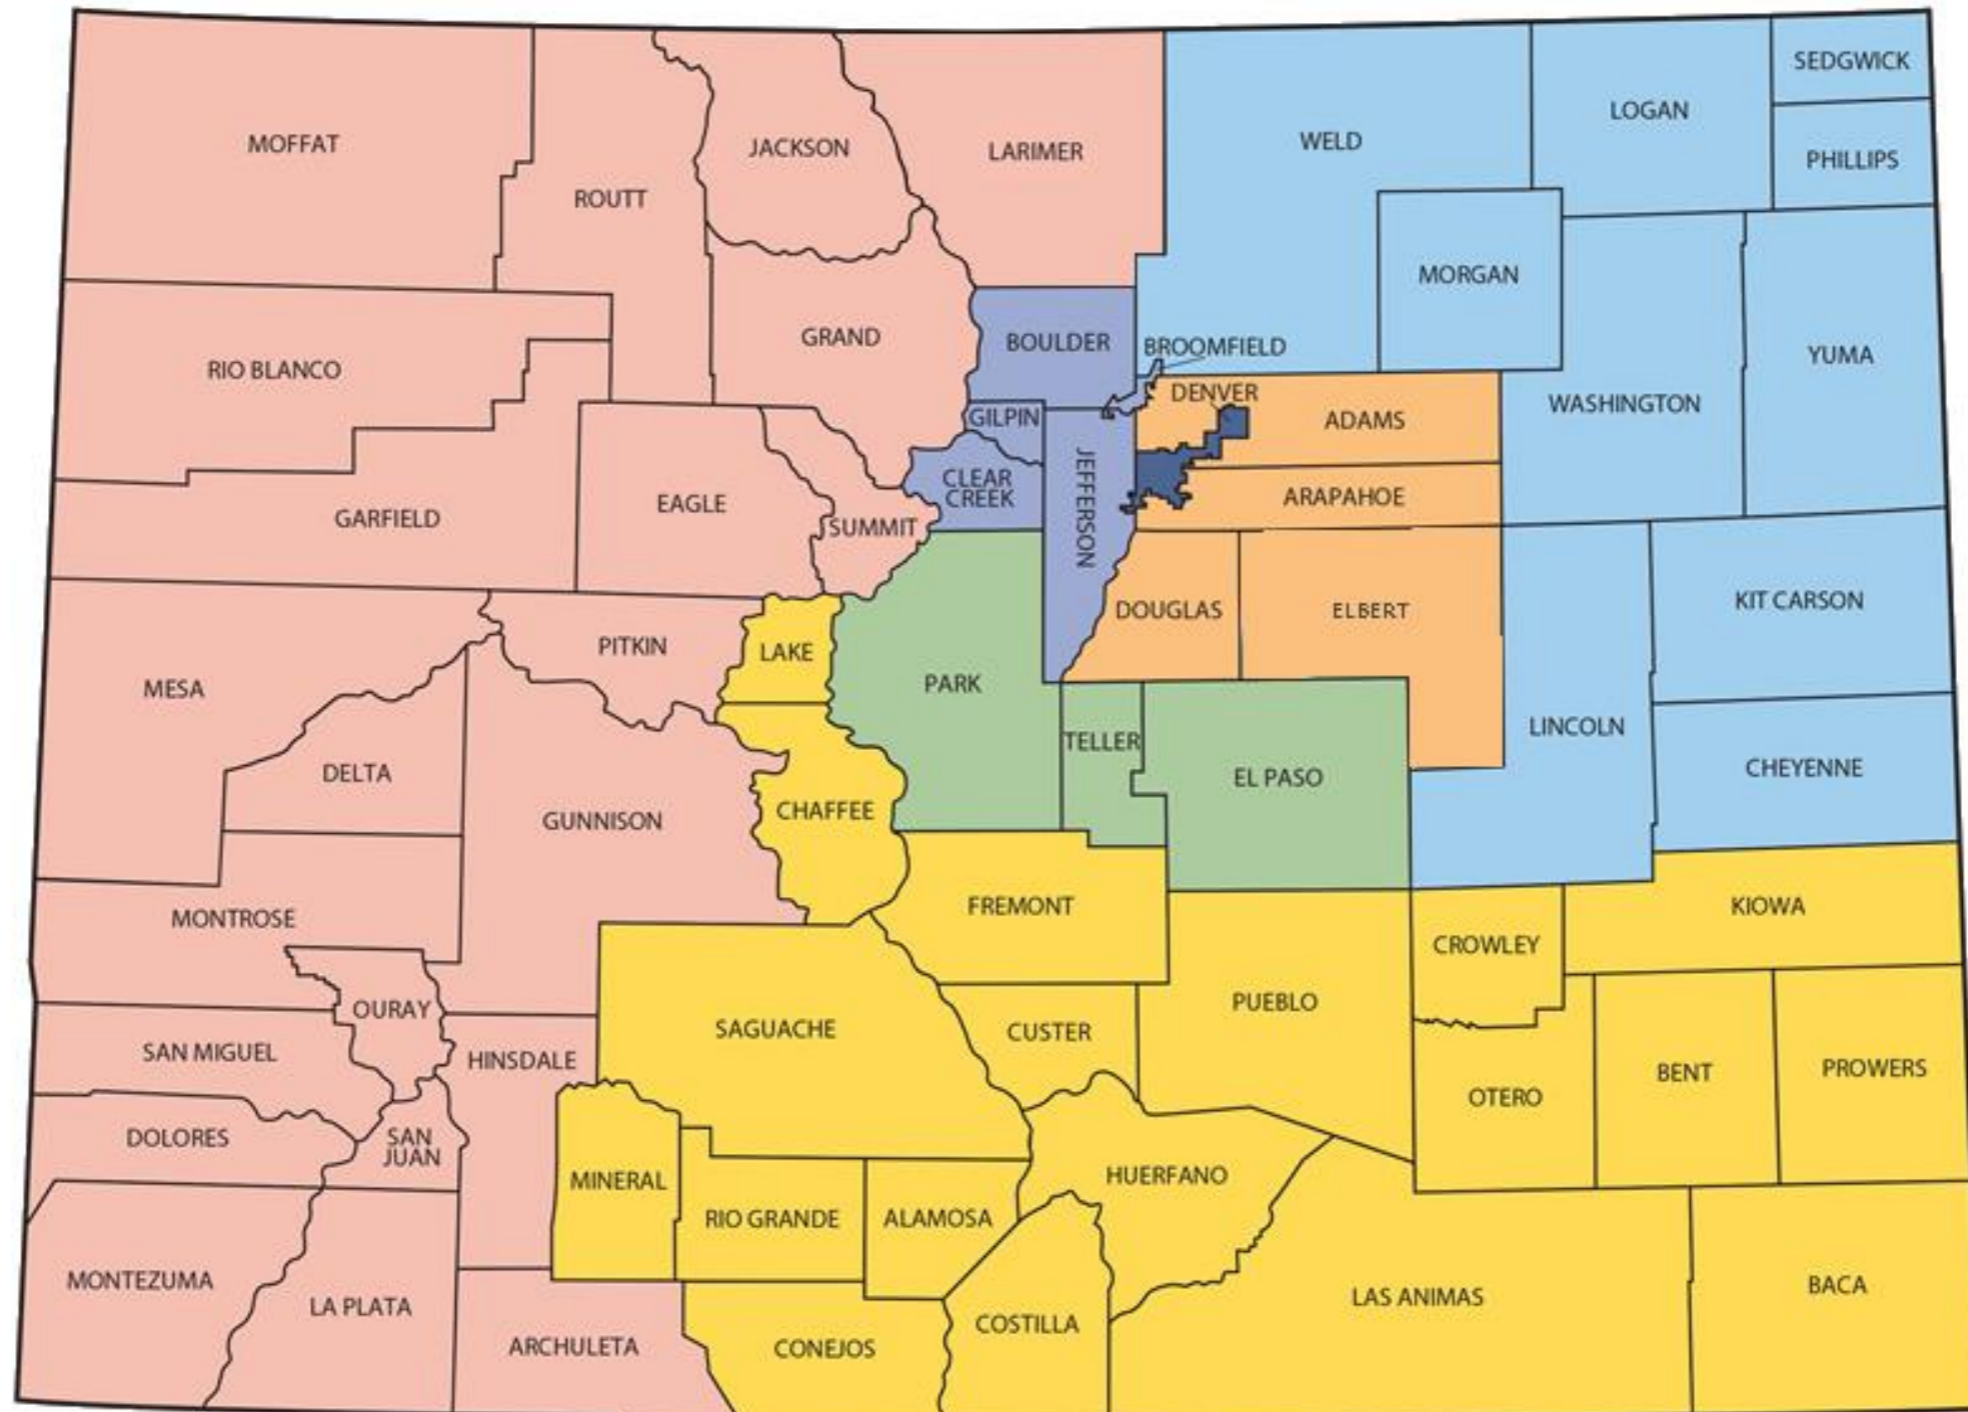 MOFFAT
ROUTT
JACKSON
LARIMER
WELD
LOGAN
SEDGWICK
PHILLIPS
MORGAN
RIO BLANCO
GRAND
BOULDER
BROOMFIELD
YUMA
DENVER
WASHINGTON
GILPIN
ADAMS
GARFIELD
EAGLE
SUMMIT
CLEAR
CREEK
JEFFERSON
ARAPAHOE
MESA
PITKIN
LAKE
PARK
DOUGLAS
ELBERT
KIT CARSON
DELTA
GUNNISON
CHAFFEE
TELLER
EL PASO
LINCOLN
CHEYENNE
MONTROSE
FREMONT
CROWLEY
KIOWA
OURAY
SAN MIGUEL
HINSDALE
SAGUACHE
CUSTER
PUEBLO
OTERO
BENT
PROWERS
DOLORES
SAN
JUAN
MINERAL
RIO GRANDE
ALAMOSA
HUERFANO
MONTEZUMA
LA PLATA
ARCHULETA
CONEJOS
COSTILLA
LAS ANIMAS
BACA